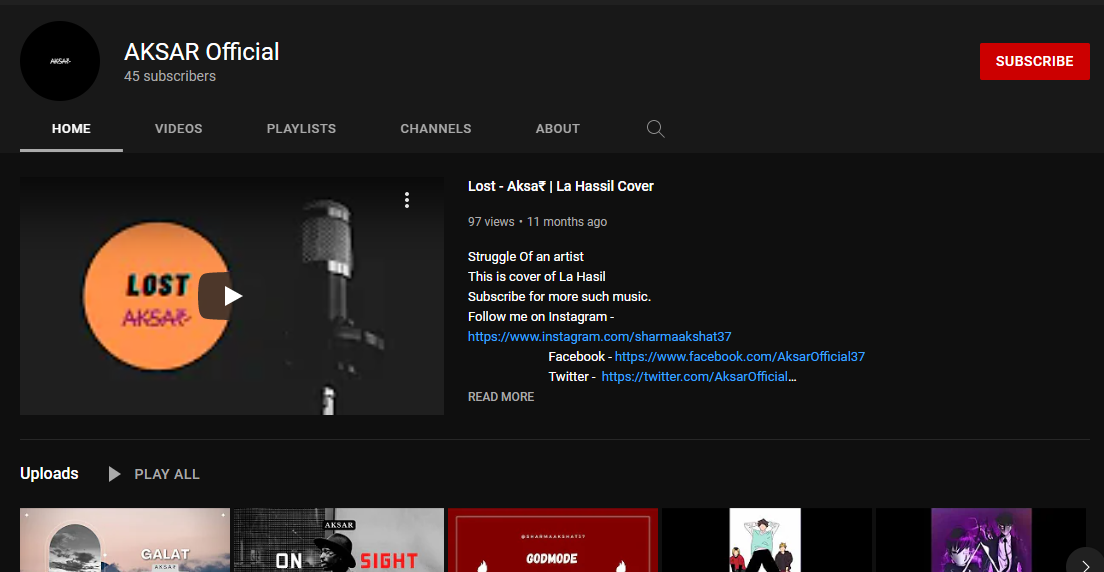 AKSAR Official
45 subscribers
SUBSCRIBE
HOME VIDEOS PLAYLISTS CHANNELS ABOUT
LOST
AKSA₹
Lost - Aksa₹ | La Hassil Cover
97 views • 11 months ago
Struggle Of an artist
This is cover of La Hasil
Subscribe for more such music.
Follow me on Instagram -
https://www.instagram.com/sharmaakshat37
Facebook - https://www.facebook.com/AksarOfficial37
Twitter - https://twitter.com/AksarOfficial...
READ MORE
Uploads PLAY ALL
GALAT
AKSA₹
AKSAR
ON SIGHT
@SHARMAAKSHAT37
GODMODE